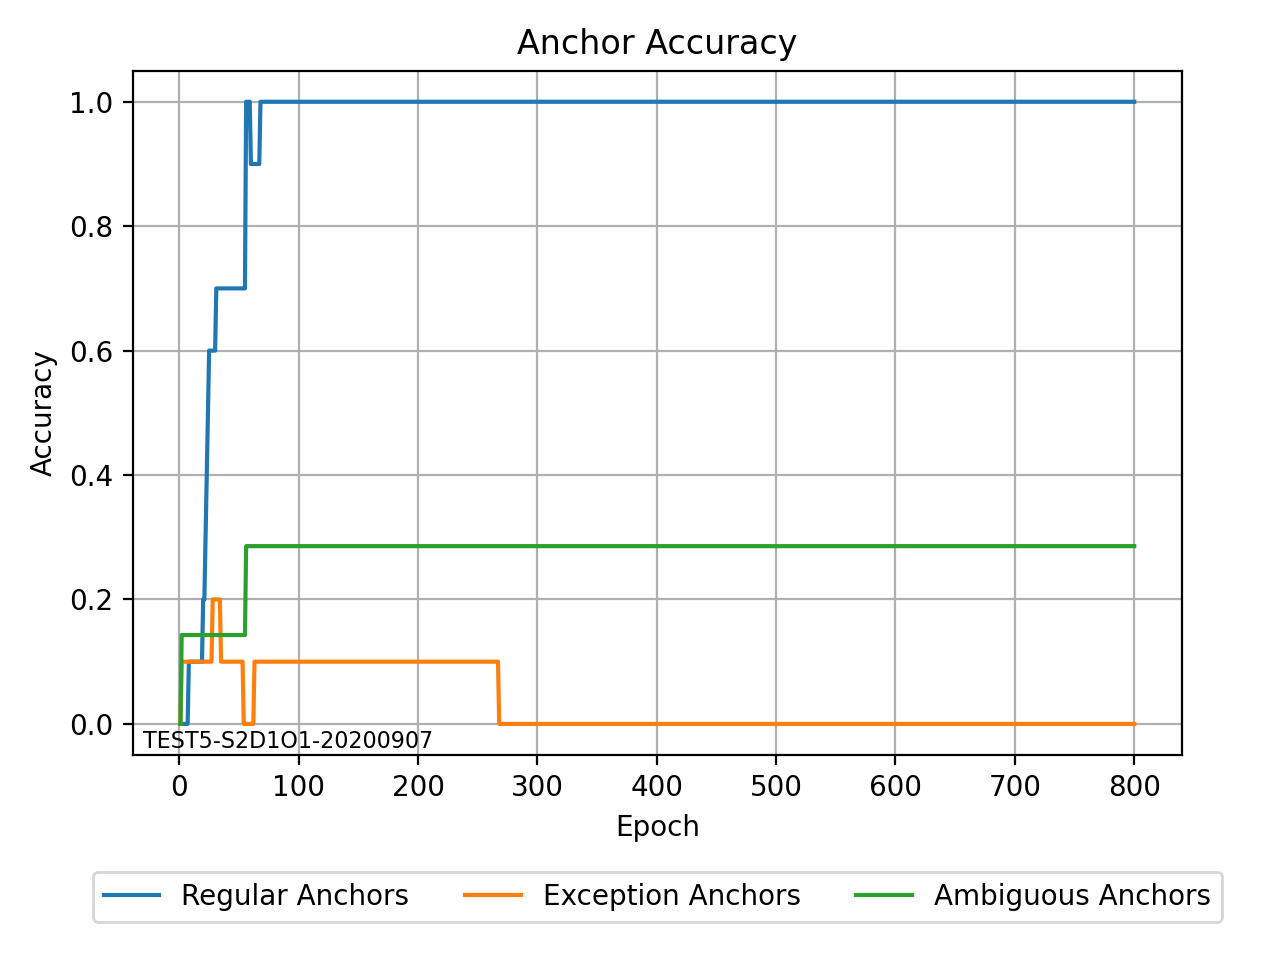 Anchor Accuracy
Accuracy
1.0
0.8
0.6
0.4
0.2
0.0
TEST5-S2D1O1-20200907
0 100 200 300 400 500 600 700 800
Epoch
Regular Anchors Exception Anchors Ambiguous Anchors